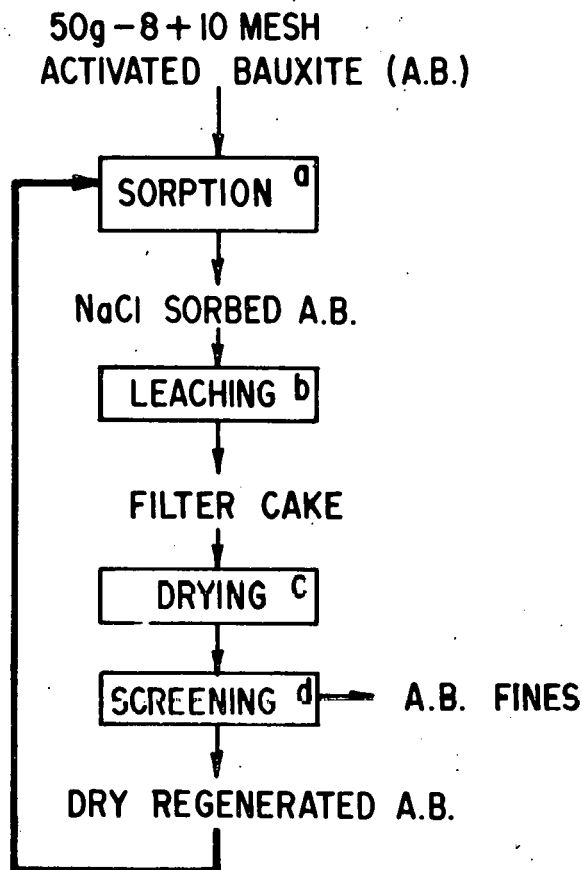 50g-8+10 MESH
ACTIVATED BAUXITE (A.B.)
SORPTION a
NaCl SORBED A.B.
LEACHING b
FILTER CAKE
DRYING c
SCREENING d
A.B. FINES
DRY REGENERATED A.B.